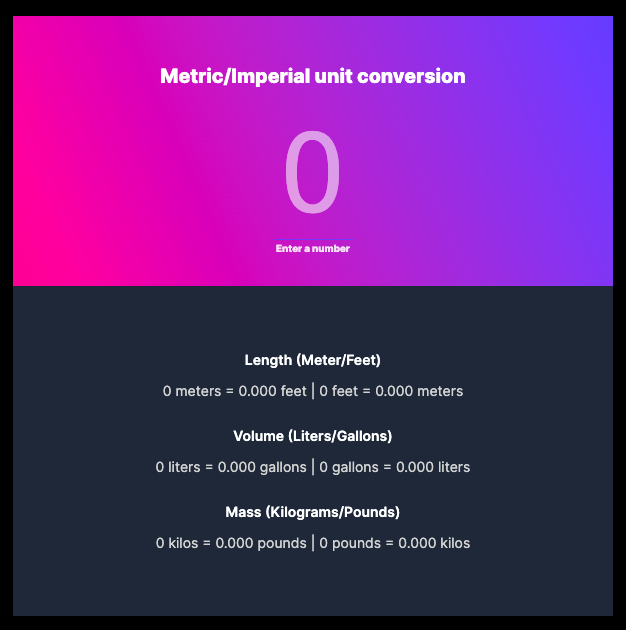 Metric/Imperial unit conversion
0
Enter a number
Length (Meter/Feet)
0 meters = 0.000 feet | 0 feet = 0.000 meters
Volume (Liters/Gallons)
0 liters = 0.000 gallons | 0 gallons = 0.000 liters
Mass (Kilograms/Pounds)
0 kilos = 0.000 pounds | 0 pounds = 0.000 kilos